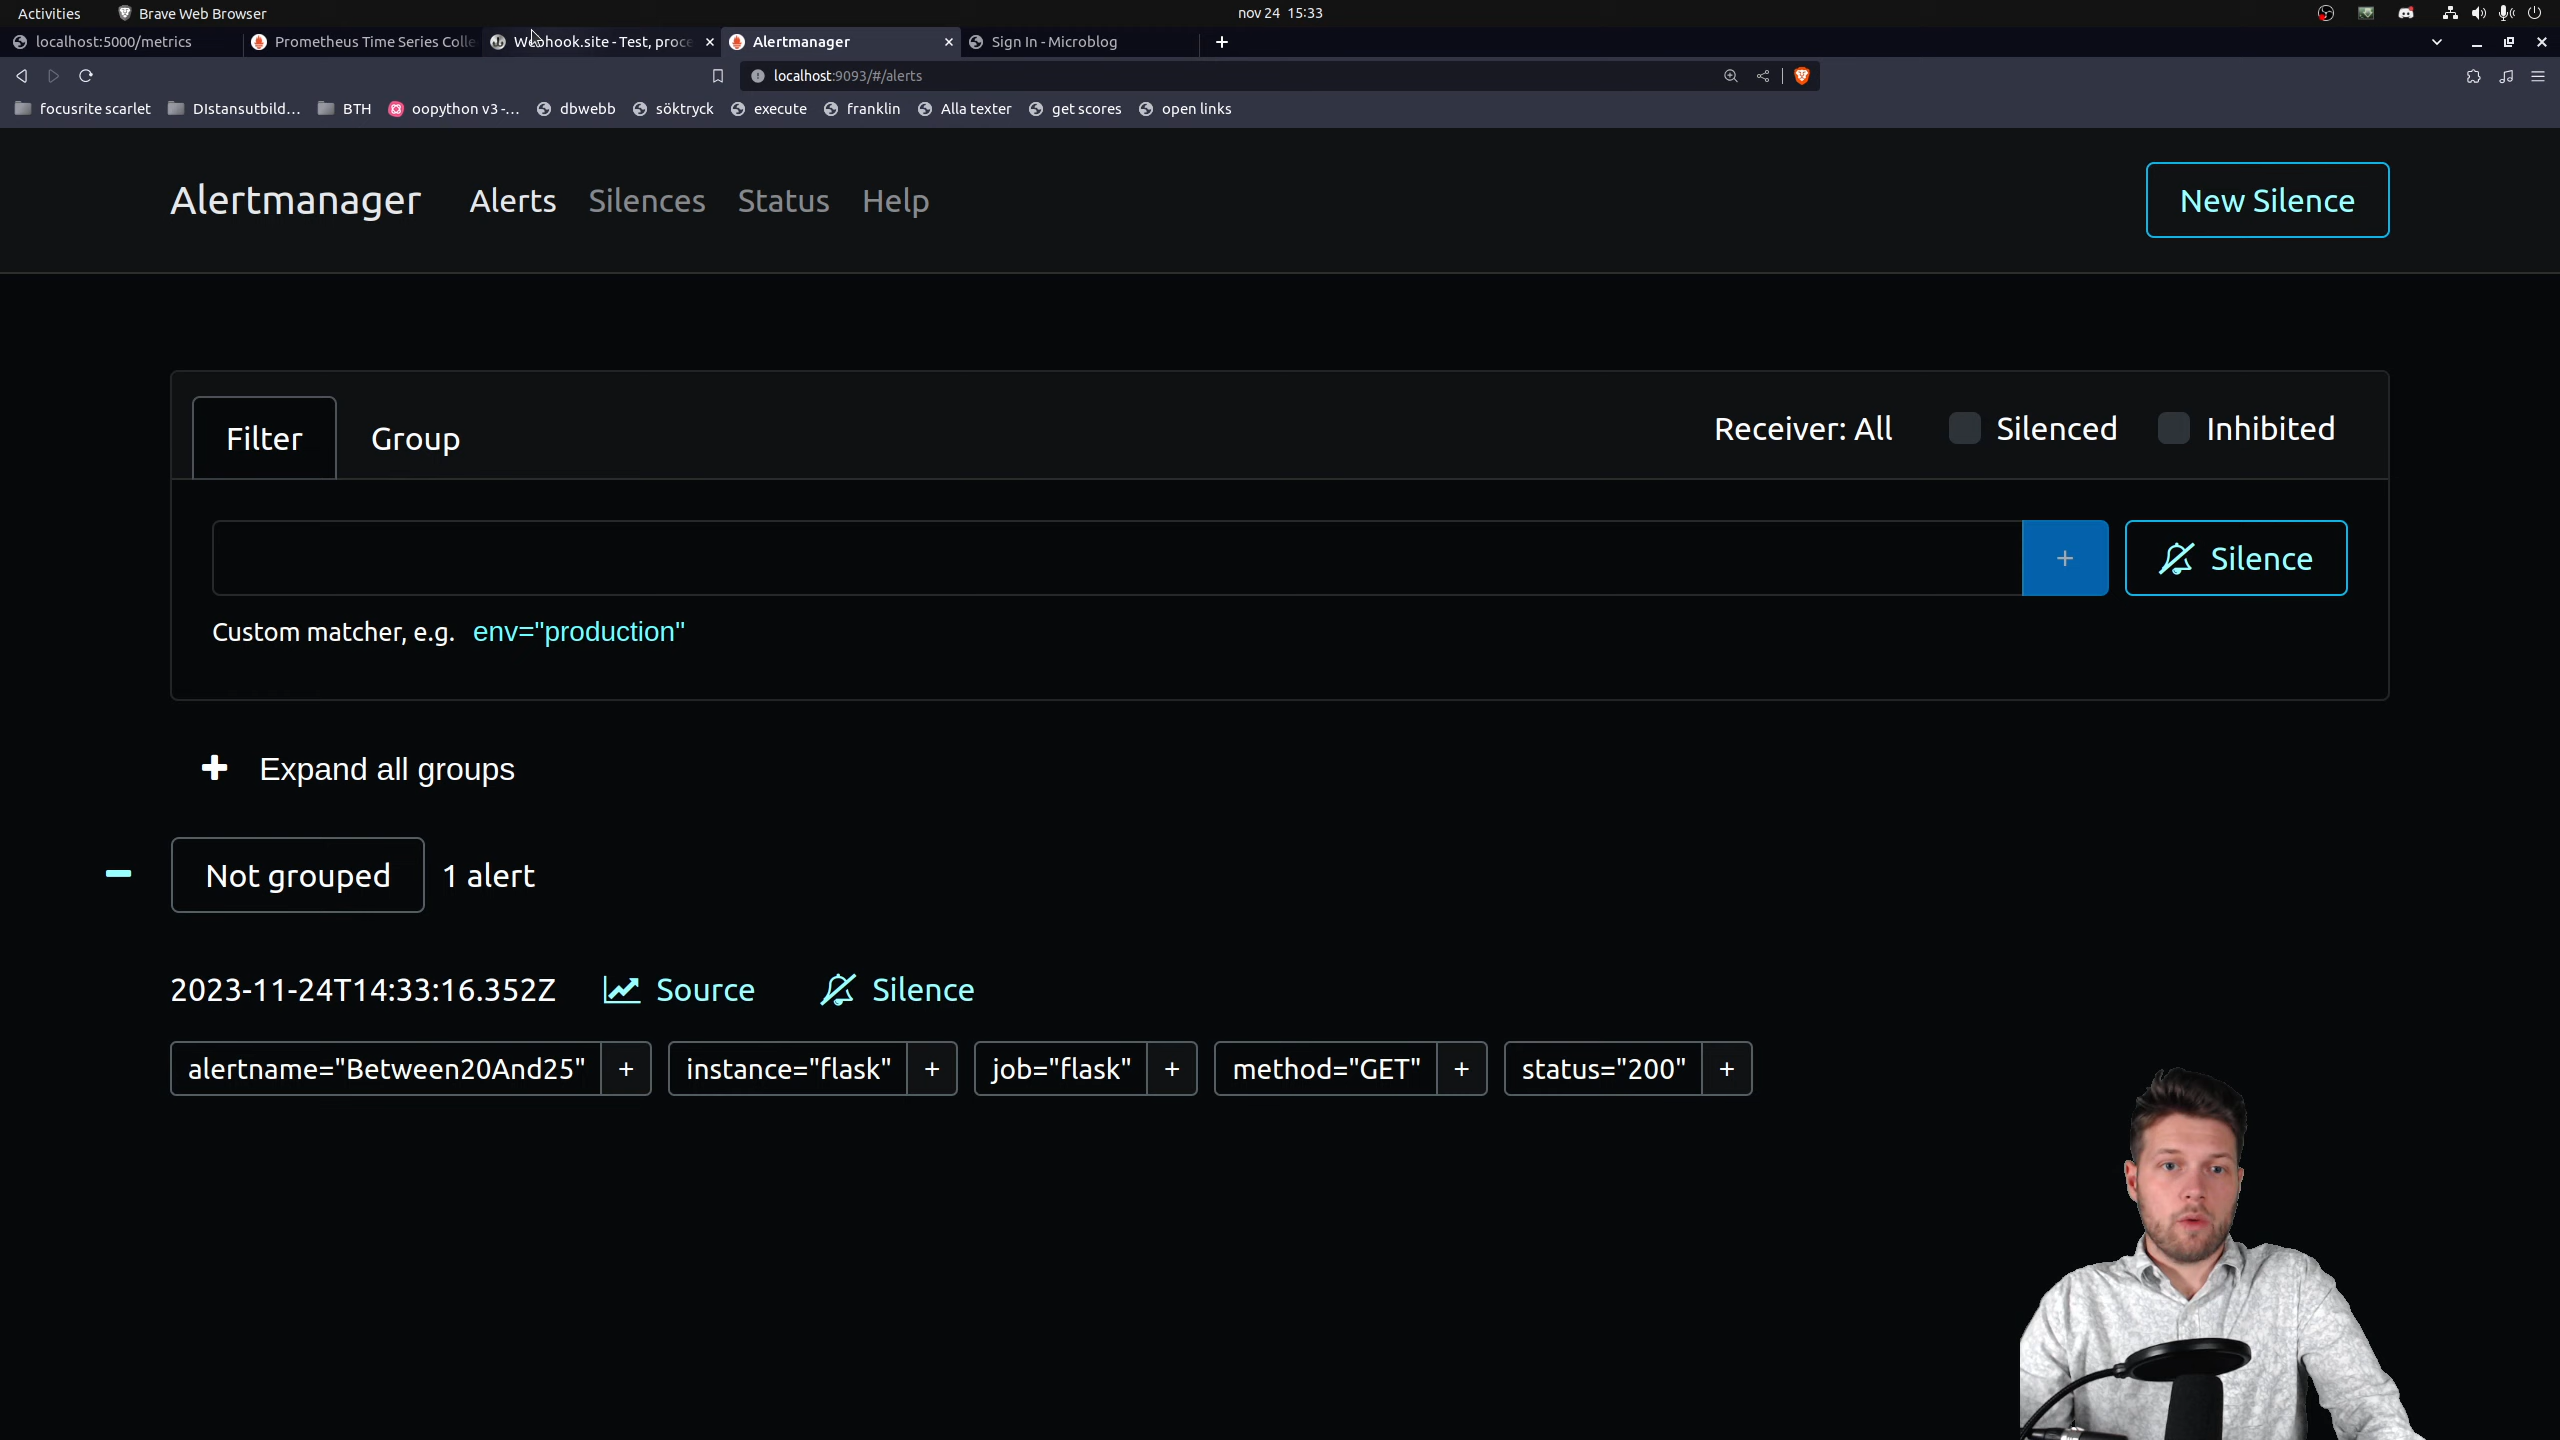 Activities
Brave Web Browser
nov 24 15:33
localhost:5000/metrics
Prometheus Time Series Colle
Webhook.site - Test, proce
Alertmanager
Sign In - Microblog
localhost:9093/#/alerts
focusrite scarlet
DIstansutbild...
BTH
oopython v3 -...
dbwebb
söktryck
execute
franklin
Alla texter
get scores
open links
Alertmanager
Alerts
Silences
Status
Help
New Silence
Filter
Group
Receiver: All
Silenced
Inhibited
+
Silence
Custom matcher, e.g. env="production"
Expand all groups
Not grouped
1 alert
2023-11-24T14:33:16.352Z
Source
Silence
alertname="Between20And25" +
instance="flask" +
job="flask" +
method="GET" +
status="200" +